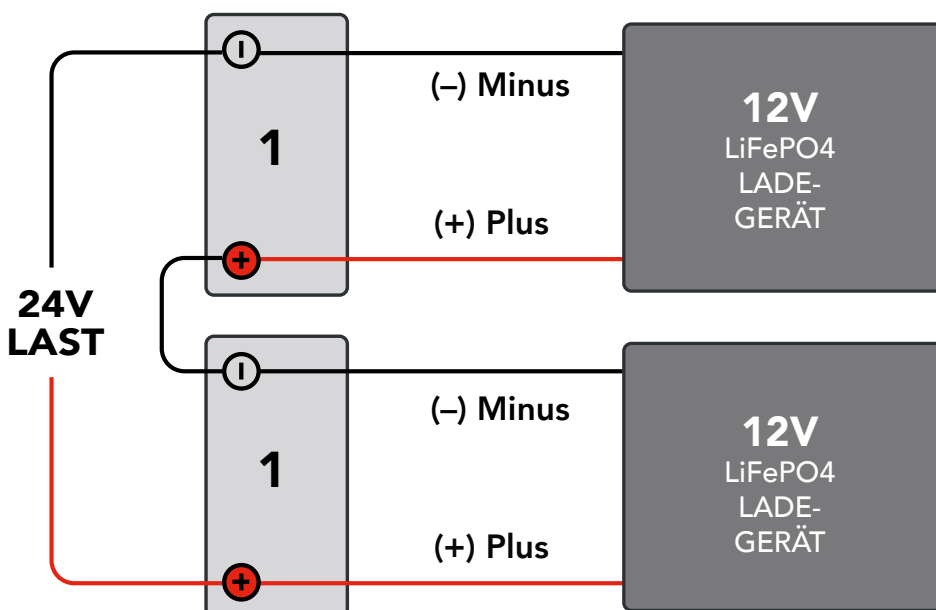 (–) Minus
1
12V
LiFePO4
LADE-
GERÄT
(+) Plus
24V
LAST
(–) Minus
1
12V
LiFePO4
LADE-
GERÄT
(+) Plus